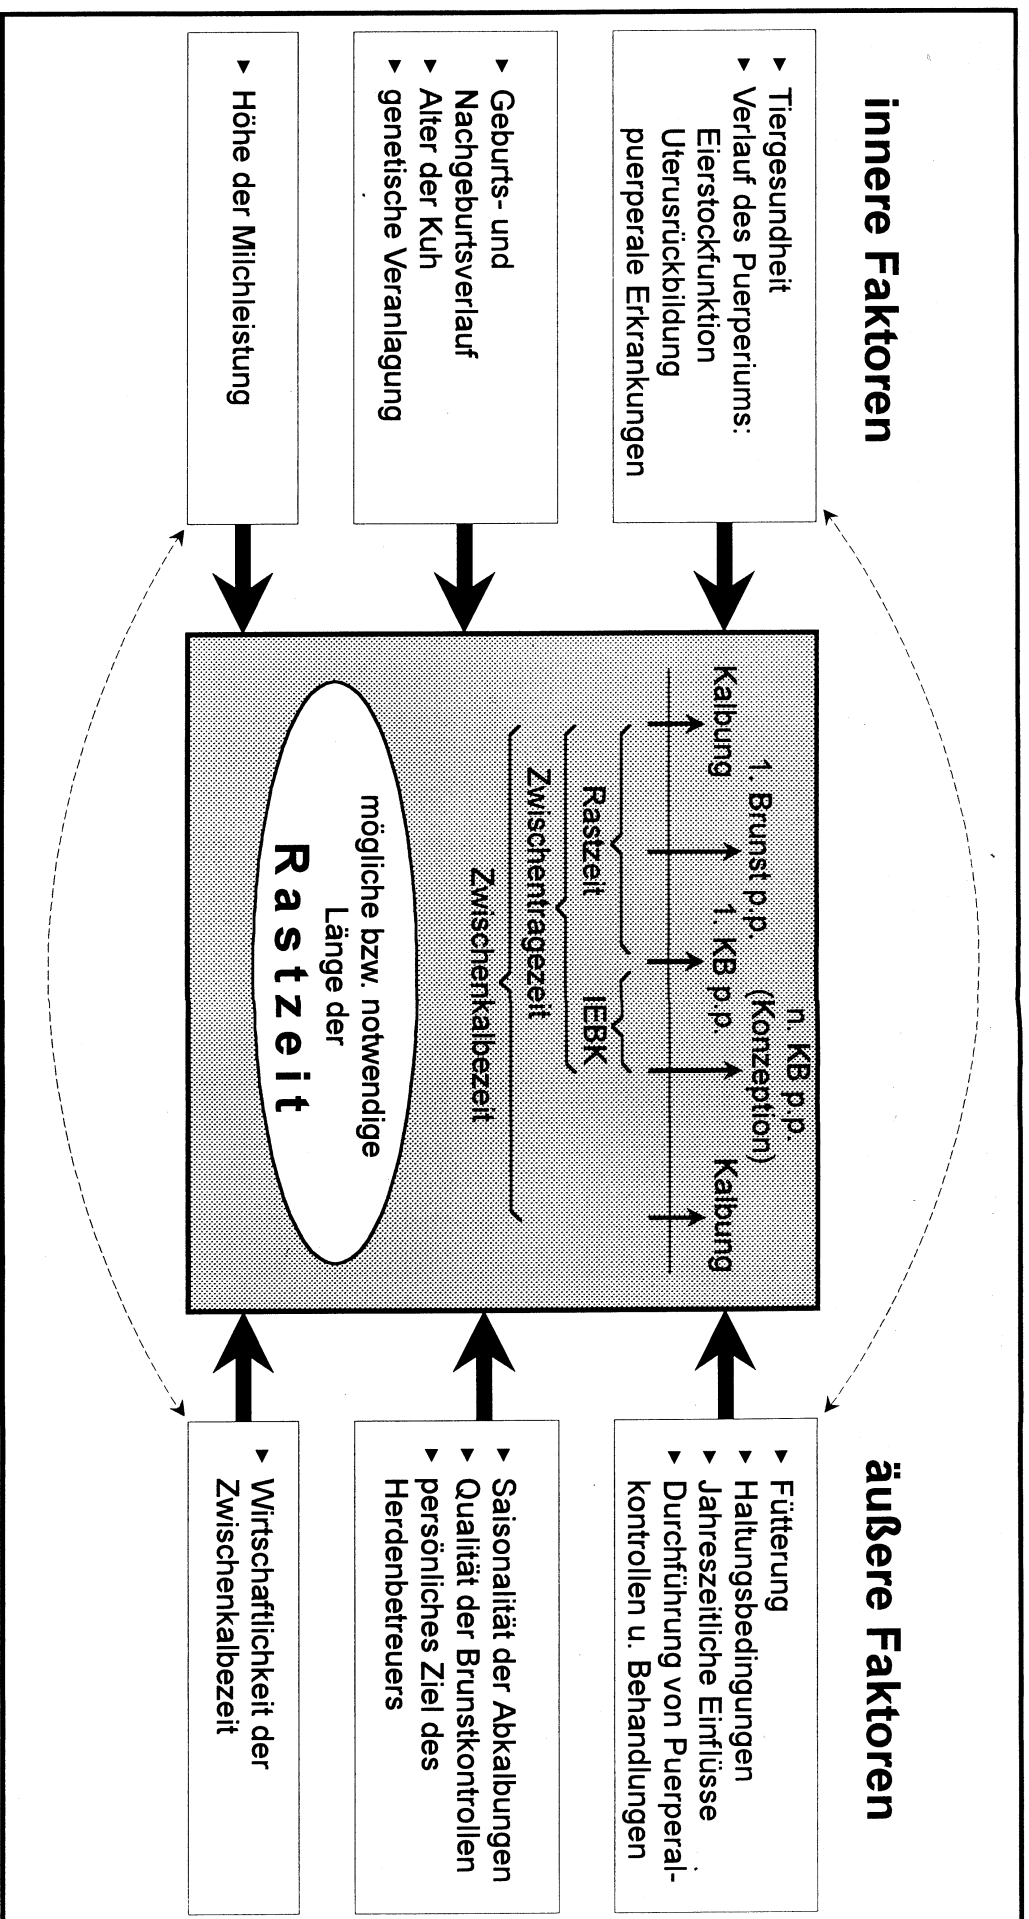 innere Faktoren
äußere Faktoren
▸ Tiergesundheit
▸ Verlauf des Puerperiums:
Eierstockfunktion
Uterusrückbildung
puerperale Erkrankungen
▸ Geburts- und
Nachgeburtsverlauf
▸ Alter der Kuh
▸ genetische Veranlagung
▸ Höhe der Milchleistung
n. KB p.p.
1. Brunst p.p. (Konzeption)
Kalbung 1. KB p.p. Kalbung
Rastzeit IEBK
Zwischentragezeit
Zwischenkalbezeit
mögliche bzw. notwendige
Länge der
Rastzeit
▸ Fütterung
▸ Haltungsbedingungen
▸ Jahreszeitliche Einflüsse
▸ Durchführung von Puerperal-
kontrollen u. Behandlungen
▸ Saisonalität der Abkalbungen
▸ Qualität der Brunstkontrollen
▸ persönliches Ziel des
Herdenbetreuers
▸ Wirtschaftlichkeit der
Zwischenkalbezeit